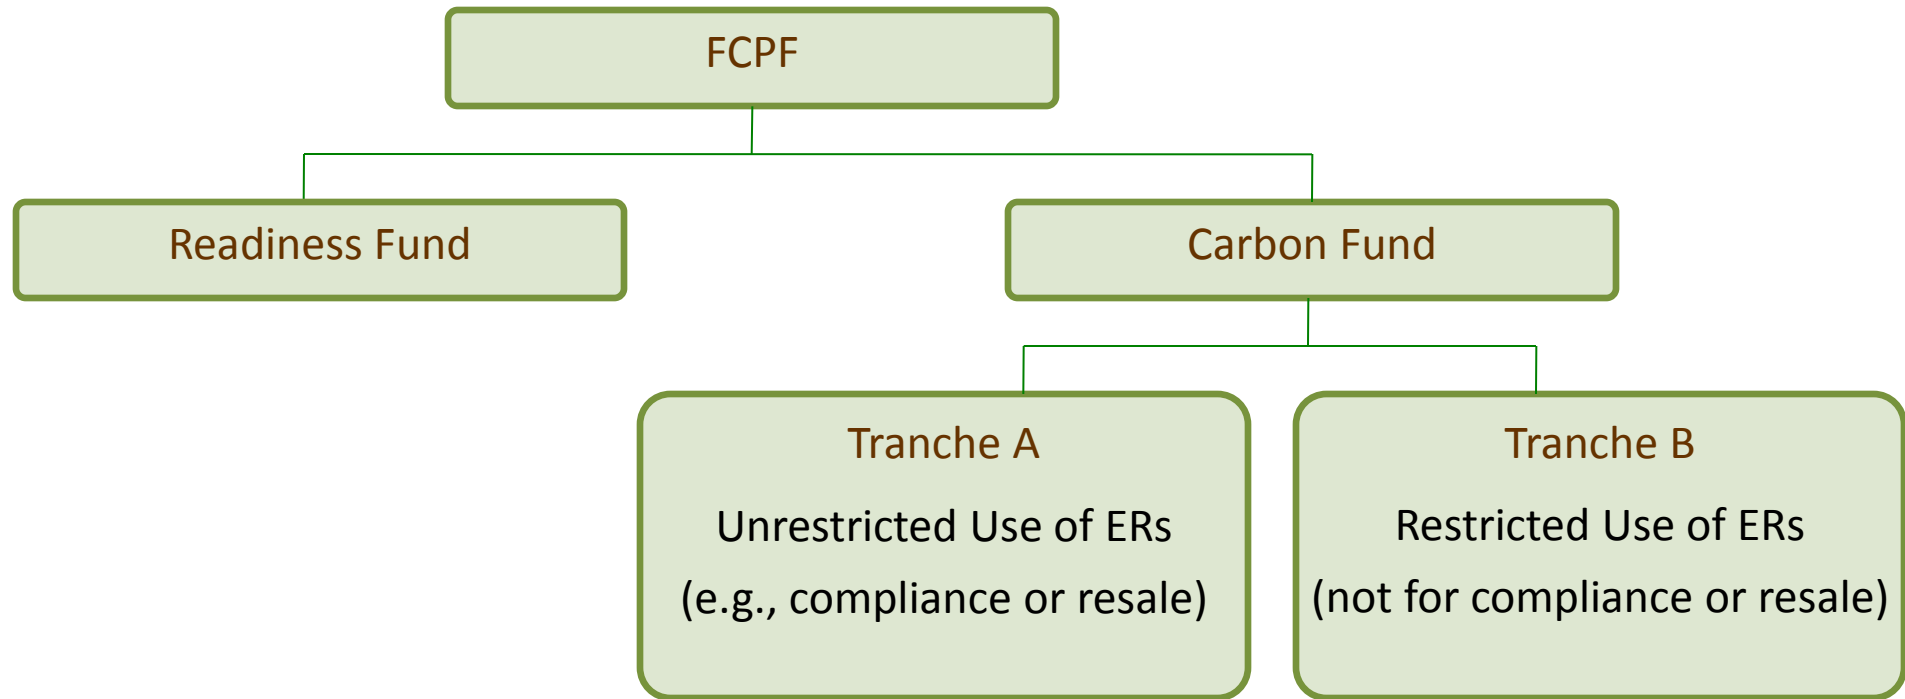 FCPF
Readiness Fund
Carbon Fund
Tranche A
Unrestricted Use of ERs
(e.g., compliance or resale)
Tranche B
Restricted Use of ERs
(not for compliance or resale)